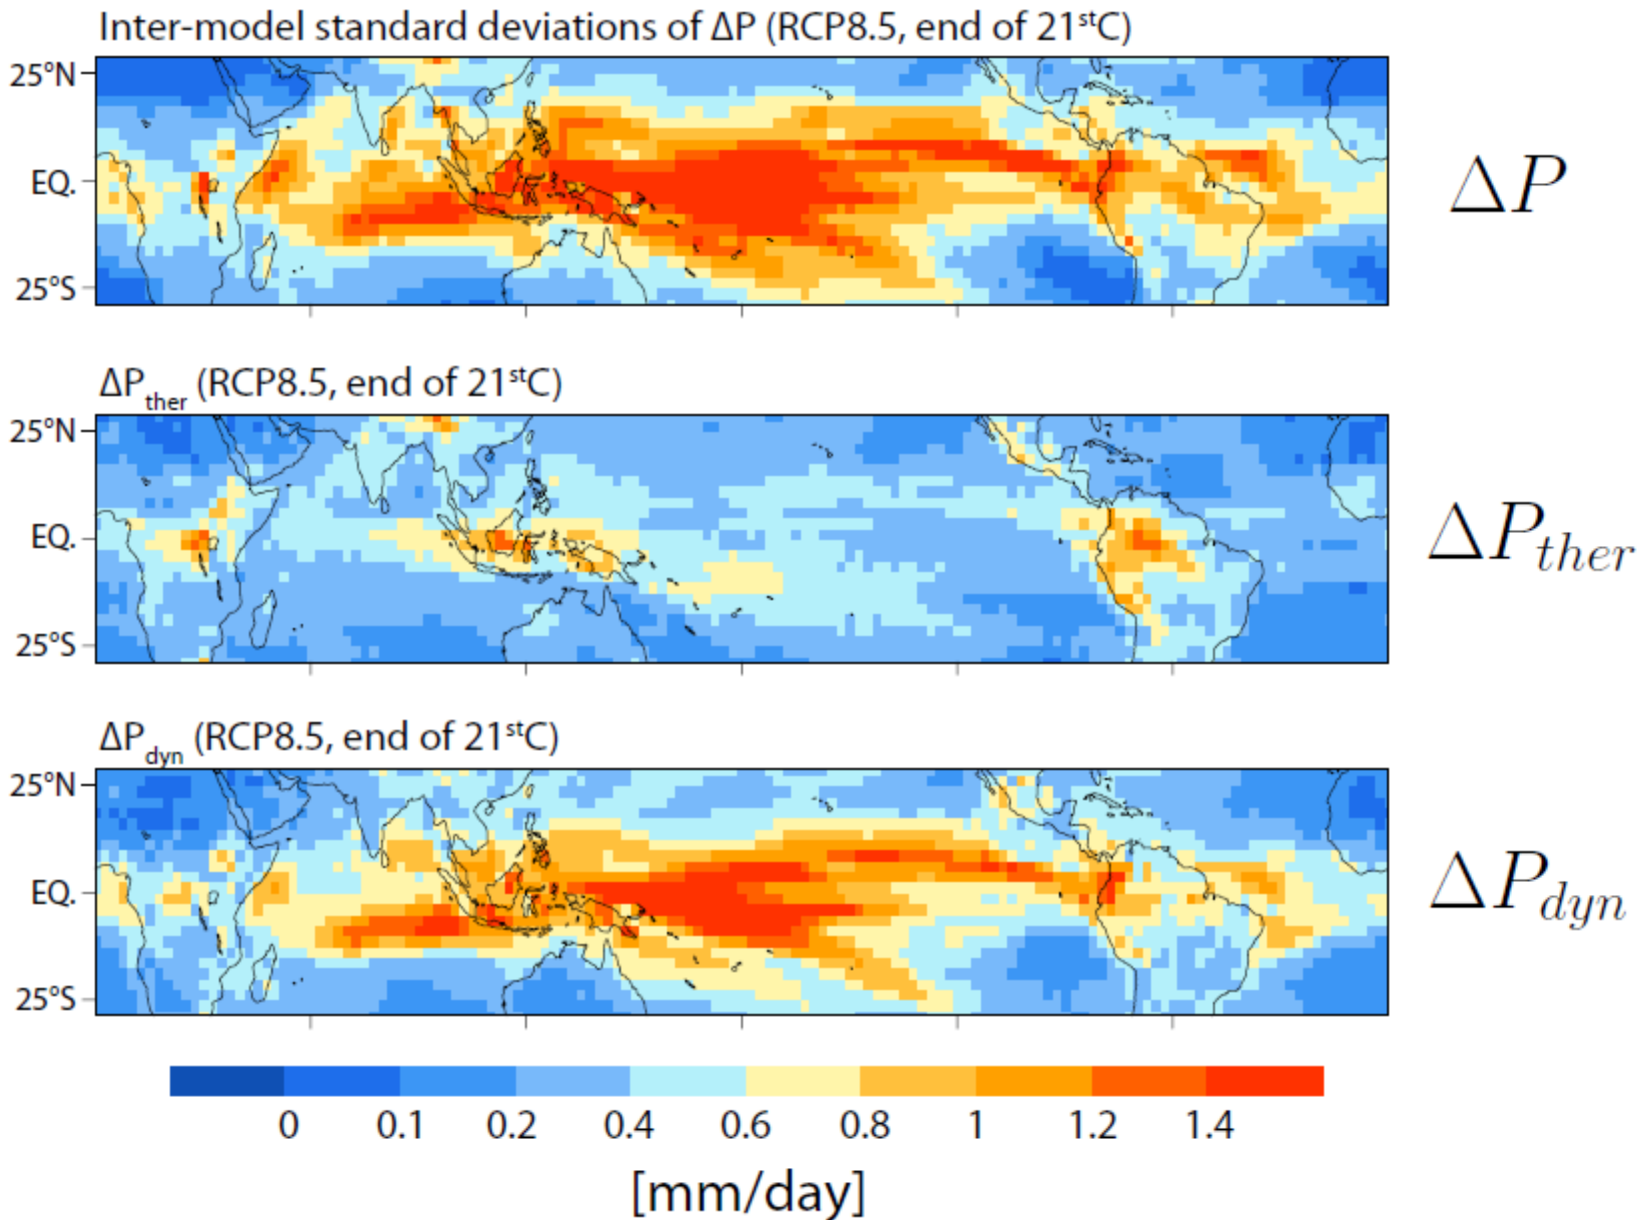 Inter-model standard deviations of ΔP (RCP8.5, end of 21stC)
25°N
EQ.
25°S
ΔP
ΔPther (RCP8.5, end of 21stC)
25°N
EQ.
25°S
ΔPther
ΔPdyn (RCP8.5, end of 21stC)
25°N
EQ.
25°S
ΔPdyn
0 0.1 0.2 0.4 0.6 0.8 1 1.2 1.4
[mm/day]